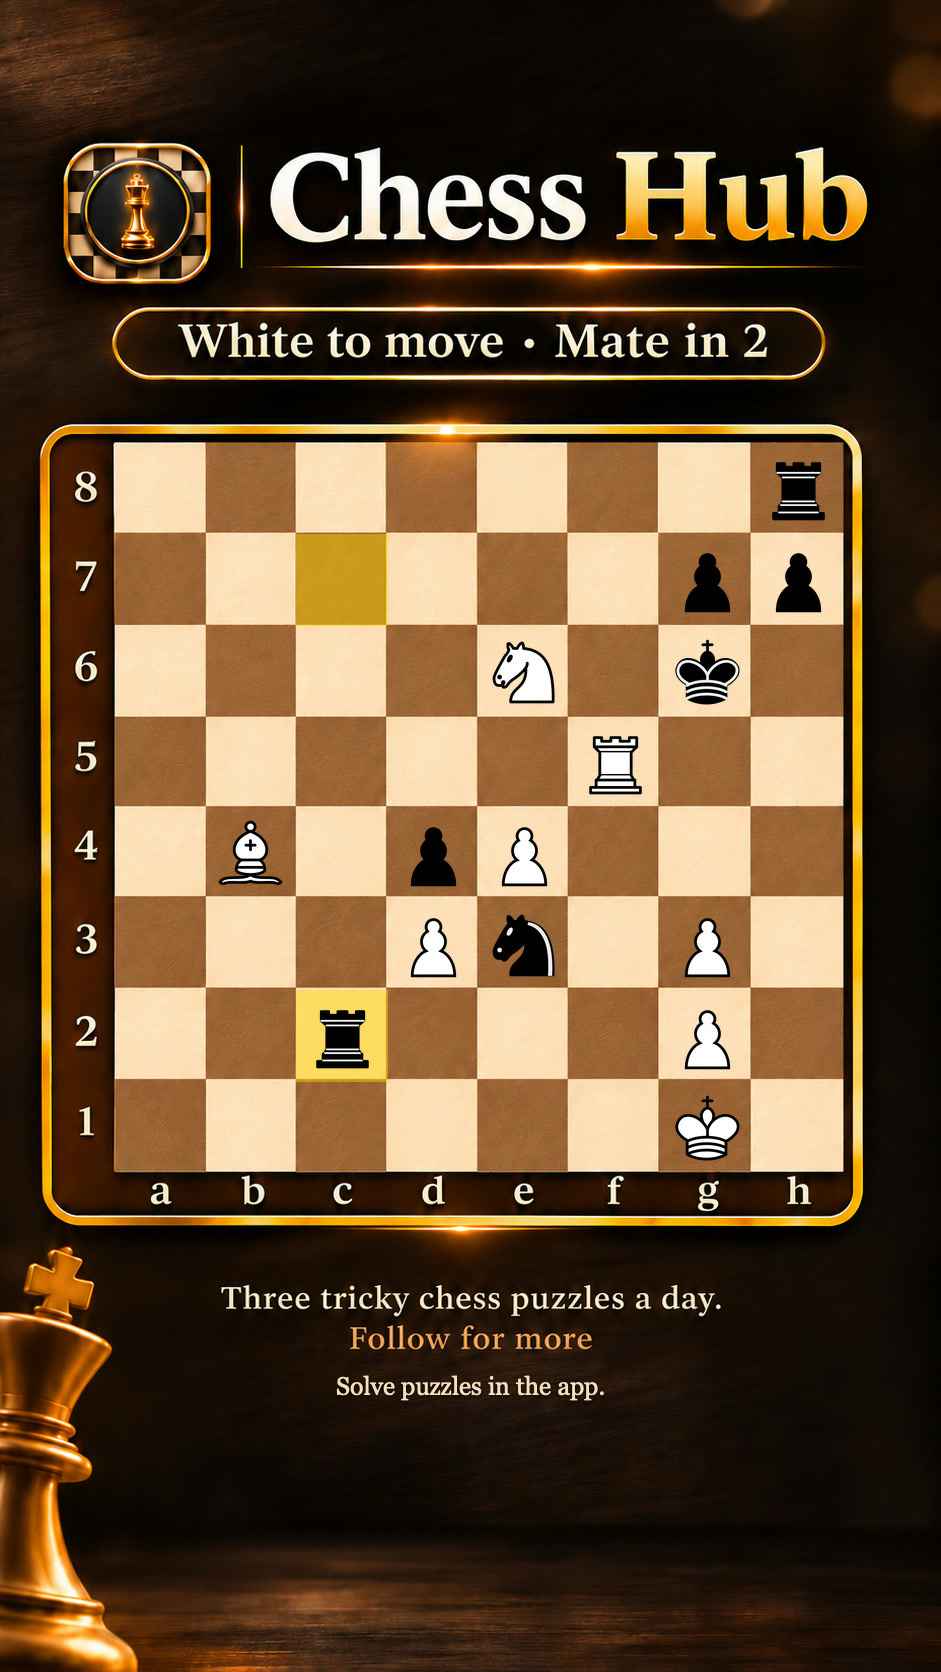 Chess Hub
White to move • Mate in 2
8
7
6
5
4
3
2
1
a b c d e f g h
Three tricky chess puzzles a day.
Follow for more
Solve puzzles in the app.